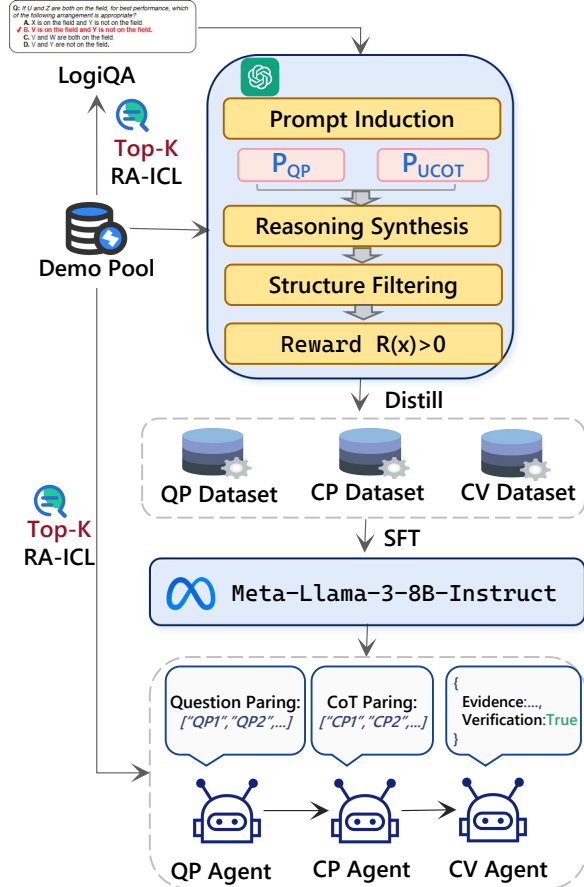 Q: If U and Z are both on the field, for best performance, which
of the following arrangement is appropriate?
A. X is on the field and Y is not on the field.
B. V is on the field and Y is not on the field.
C. V and W are both on the field.
D. V and Y are not on the field.
LogiQA
Top-K
RA-ICL
Demo Pool
Prompt Induction
P_QP
P_UCOT
Reasoning Synthesis
Structure Filtering
Reward R(x)>0
Distill
QP Dataset
CP Dataset
CV Dataset
Top-K
RA-ICL
SFT
Meta-Llama-3-8B-Instruct
Question Paring:
["QP1","QP2",...]
CoT Paring:
["CP1","CP2",...]
{
Evidence:...,
Verification:True
}
QP Agent
CP Agent
CV Agent